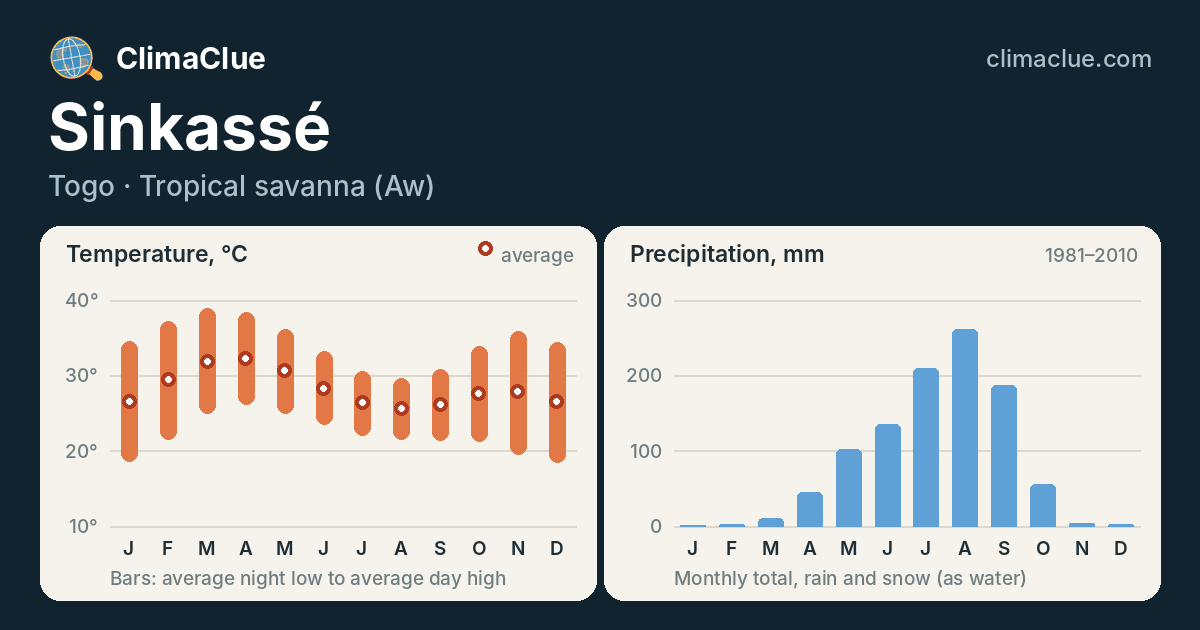 ClimaClue
climaclue.com
Sinkassé
Togo · Tropical savanna (Aw)
Temperature, °C
average
40°
30°
20°
10°
J F M A M J J A S O N D
Bars: average night low to average day high
Precipitation, mm
1981–2010
300
200
100
0
J F M A M J J A S O N D
Monthly total, rain and snow (as water)